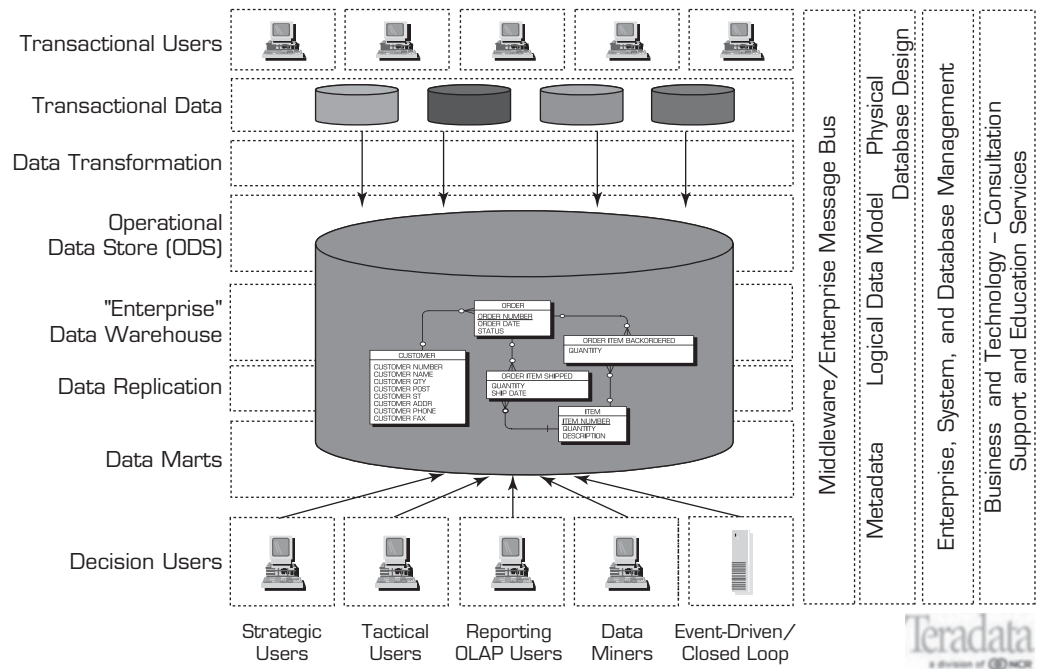 Transactional Users
Transactional Data
Data Transformation
Operational
Data Store (ODS)
"Enterprise"
Data Warehouse
Data Replication
Data Marts
Decision Users
ORDER
ORDER NUMBER
ORDER DATE
STATUS
ORDER ITEM BACKORDERED
QUANTITY
CUSTOMER
CUSTOMER NUMBER
CUSTOMER NAME
CUSTOMER QTY
CUSTOMER POST
CUSTOMER ST
CUSTOMER ADDR
CUSTOMER PHONE
CUSTOMER FAX
ORDER ITEM SHIPPED
QUANTITY
SHIP DATE
ITEM
ITEM NUMBER
QUANTITY
DESCRIPTION
Strategic
Users
Tactical
Users
Reporting
OLAP Users
Data
Miners
Event-Driven/
Closed Loop
Middleware/Enterprise Message Bus
Metadata
Logical Data Model
Physical
Database Design
Enterprise, System, and Database Management
Business and Technology – Consultation
Support and Education Services
Teradata
a division of NCR